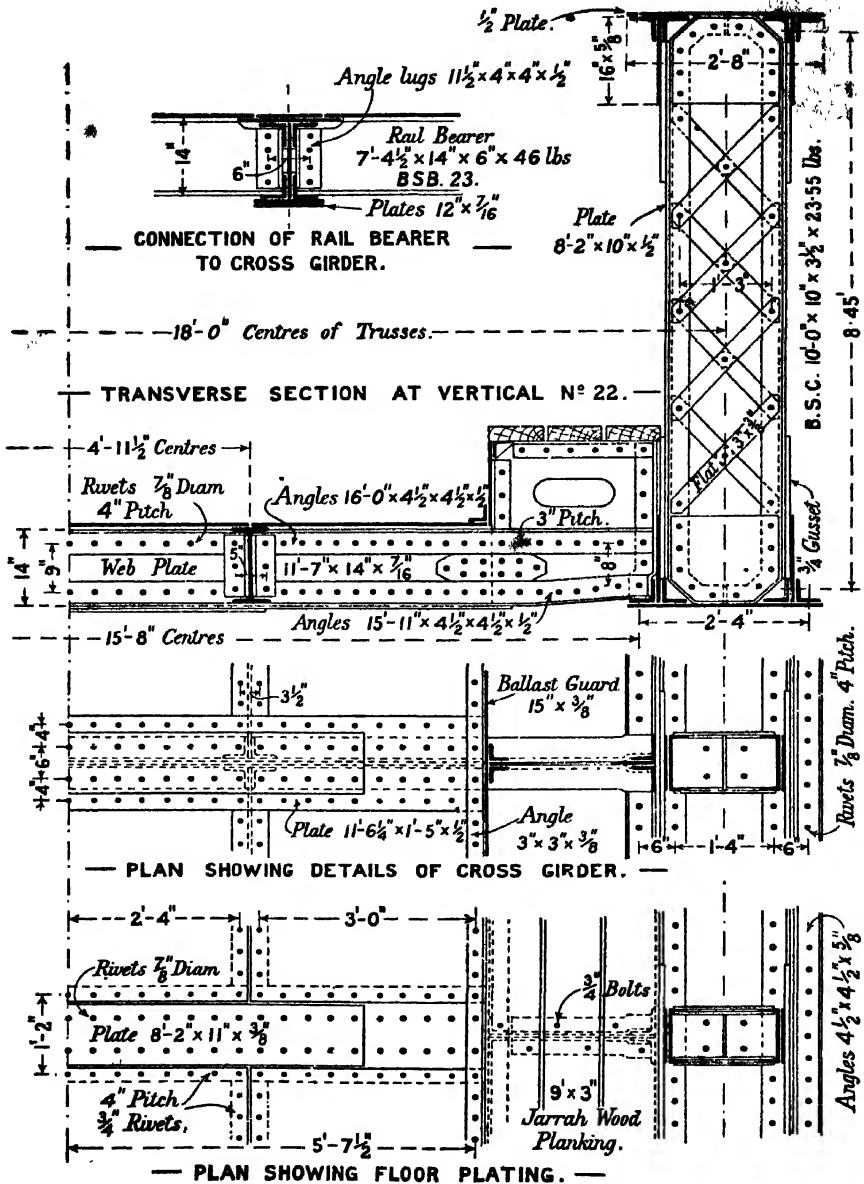 ½" Plate.
16" × ⅝"
2'-8"
Angle lugs 11½" × 4" × 4" × ½"
14"
6"
Rail Bearer
7'-4½" × 14" × 6" × 46 lbs
BSB. 23.
Plates 12" × 7/16"
CONNECTION OF RAIL BEARER
TO CROSS GIRDER.
Plate
8'-2" × 10" × ½"
1'-3"
B.S.C. 10'-0" × 10" × 3½" × 23·55 lbs.
8·45'
18'-0" Centres of Trusses.
TRANSVERSE SECTION AT VERTICAL Nº 22.
4'-11½" Centres
Rivets ⅞" Diam
4" Pitch
Angles 16'-0" × 4½" × 4½" × ½"
3" Pitch.
Flat 3" × ⅜"
¾" Gusset
14"
9"
Web Plate
5"
11'-7" × 14" × 7/16"
8"
Angles 15'-11" × 4½" × 4½" × ½"
2'-4"
15'-8" Centres
3½"
Ballast Guard
15" × ⅜"
Rivets ⅞" Diam. 4" Pitch.
4"
6"
4"
Plate 11'-6¼" × 1'-5" × ½"
Angle
3" × 3" × ⅜"
6"
1'-4"
6"
PLAN SHOWING DETAILS OF CROSS GIRDER.
2'-4"
3'-0"
Rivets ⅞" Diam
¾" Bolts
Plate 8'-2" × 11" × ⅜"
1'-2"
Angles 4½" × 4½" × ⅝"
4" Pitch
¾" Rivets,
9' × 3"
Jarrah Wood
Planking.
5'-7½"
PLAN SHOWING FLOOR PLATING.